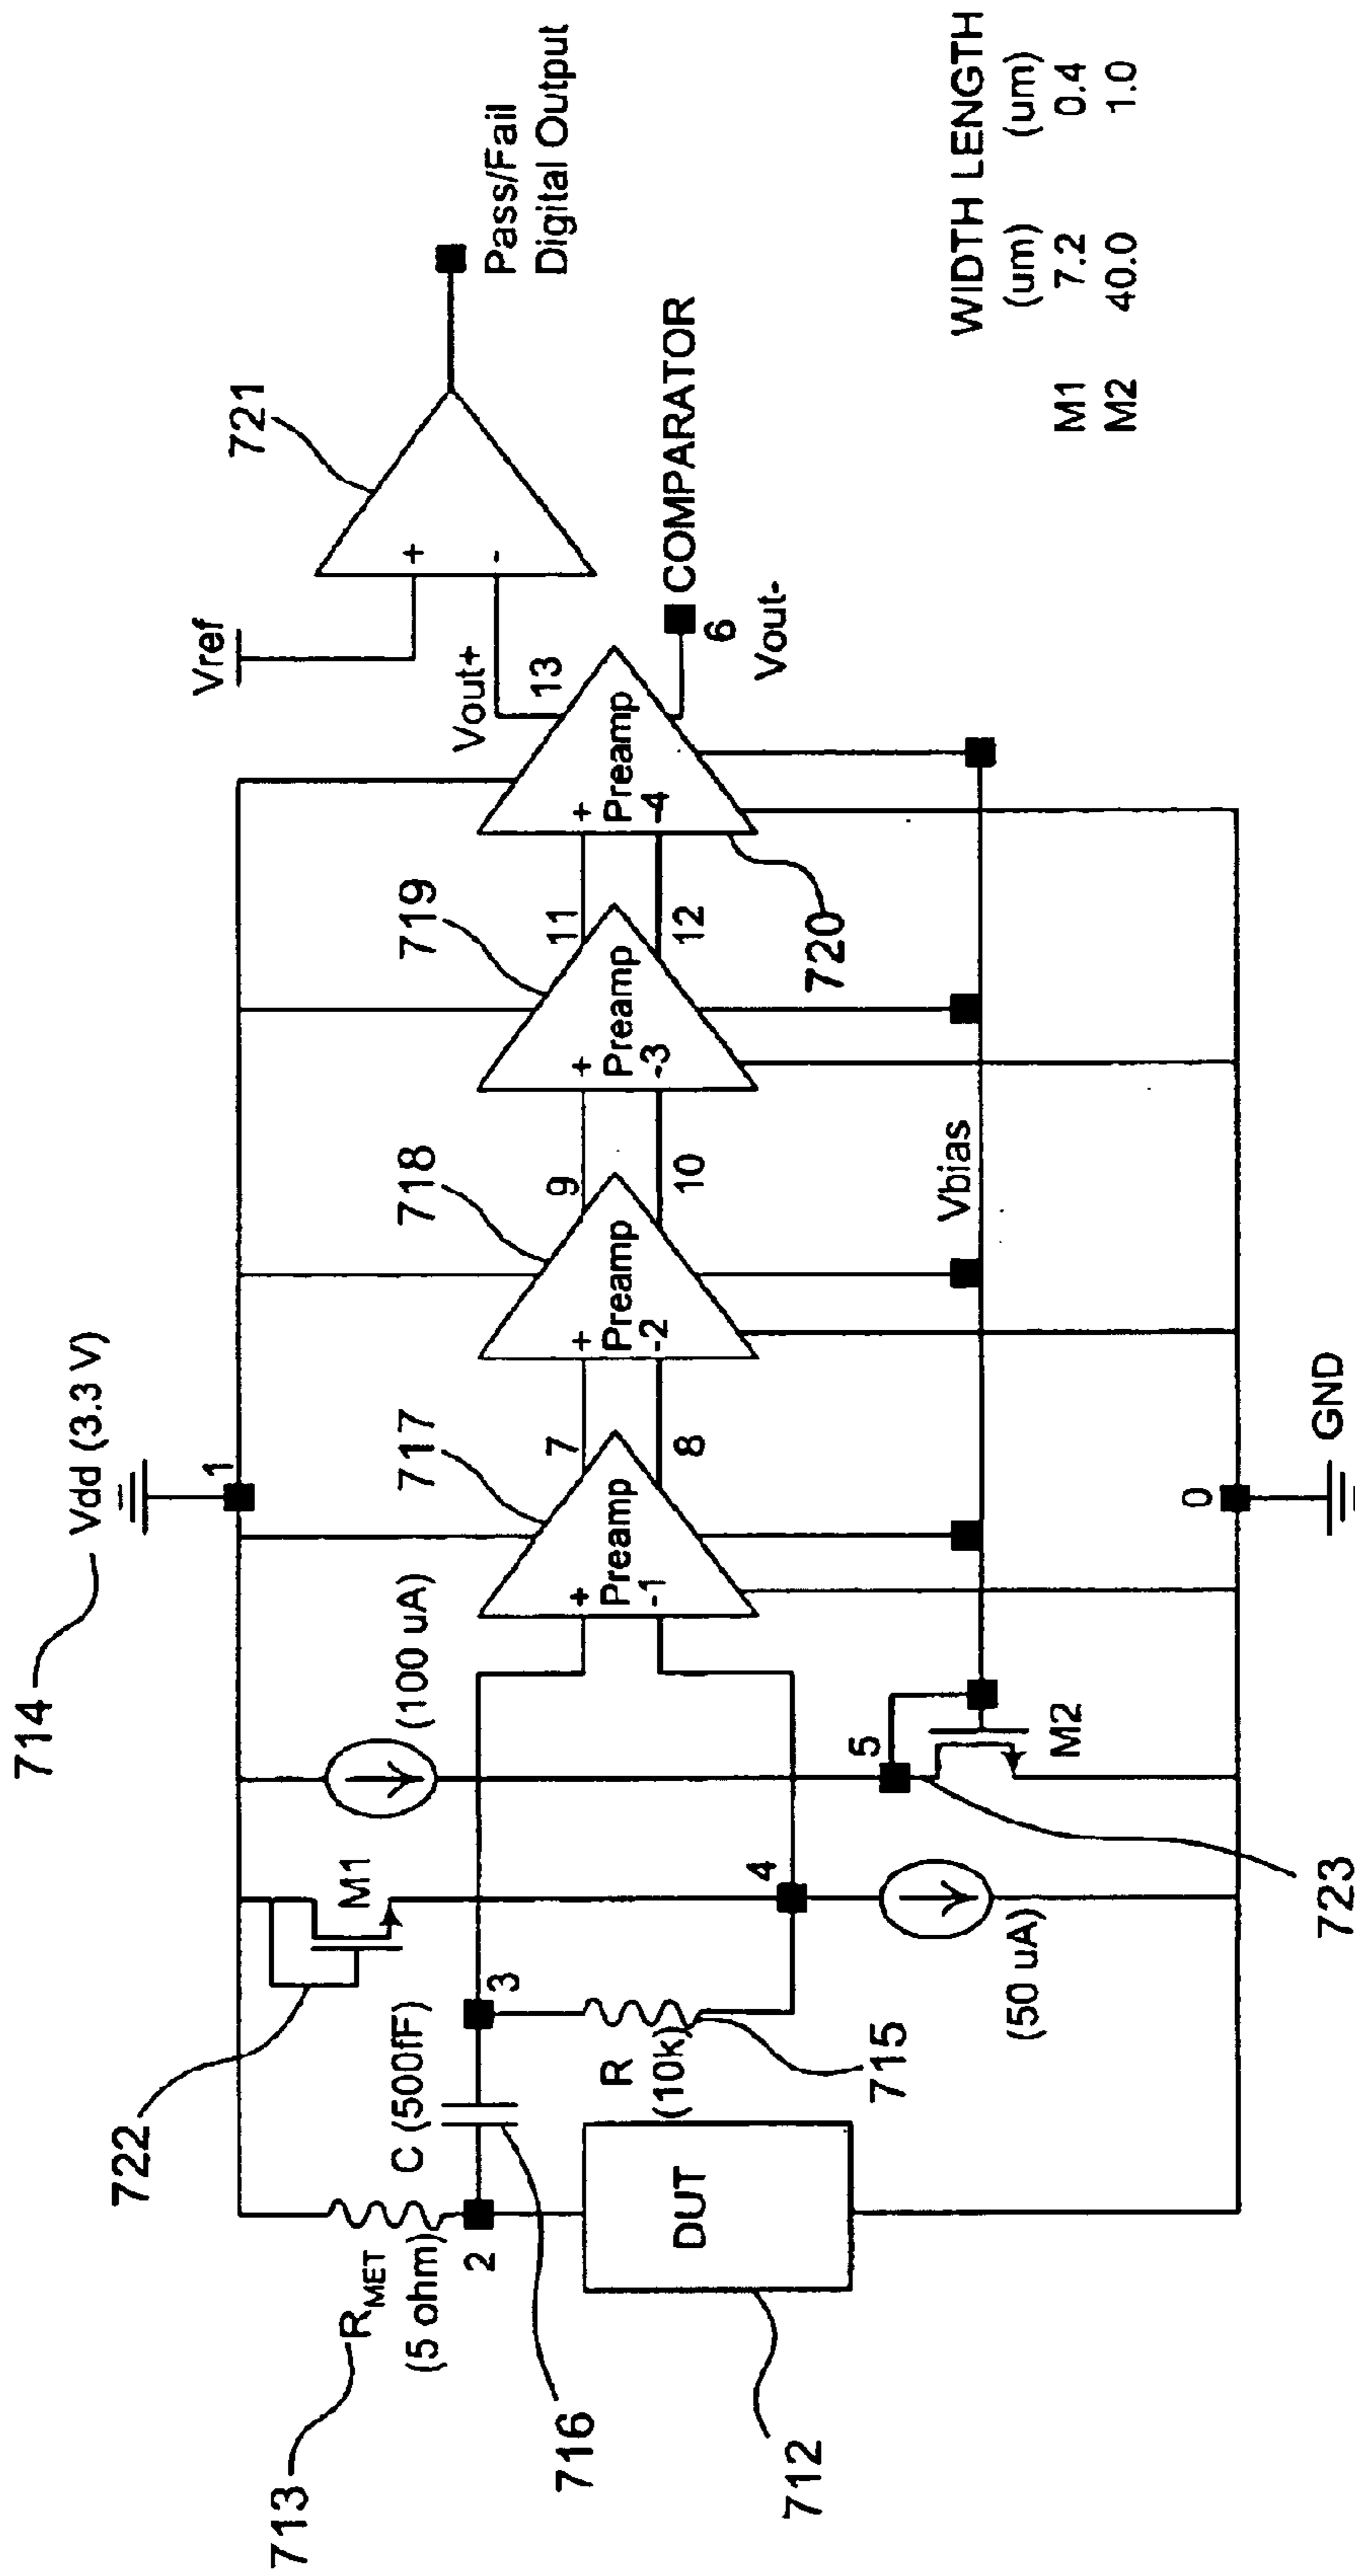 714
Vdd (3.3 V)
1
722
M1
(100 uA)
713
R_MET
(5 ohm)
2
C (500fF)
3
716
DUT
712
R
(10k)
715
4
(50 uA)
5
M2
723
717
+
Preamp
-1
7
8
718
+
Preamp
-2
9
10
719
+
Preamp
-3
11
12
720
+
Preamp
-4
13
Vout+
Vref
721
+
-
Pass/Fail
Digital Output
COMPARATOR
6
Vout-
Vbias
0
GND
WIDTH LENGTH
(um) (um)
M1 7.2 0.4
M2 40.0 1.0